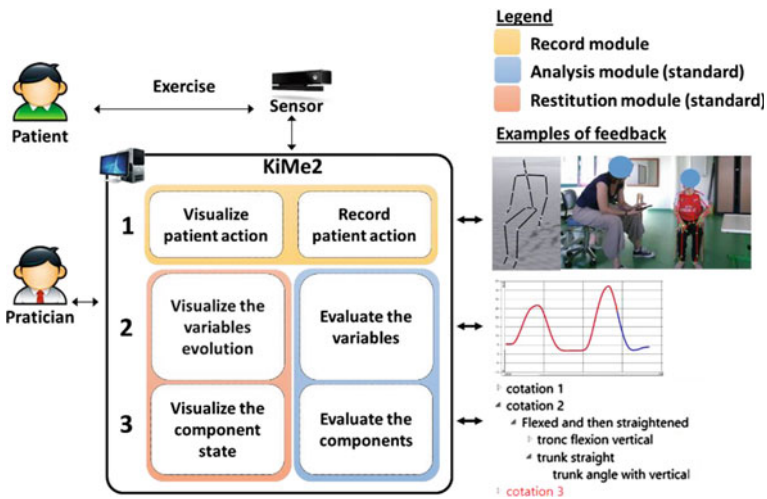 Legend
Record module
Analysis module (standard)
Restitution module (standard)
Exercise
Patient
Sensor
Examples of feedback
KiMe2
1
Visualize
patient action
Record
patient action
Pratician
2
Visualize the
variables
evolution
Evaluate the
variables
3
Visualize the
component
state
Evaluate the
components
cotation 1
cotation 2
Flexed and then straightened
tronc flexion vertical
trunk straight
trunk angle with vertical
cotation 3